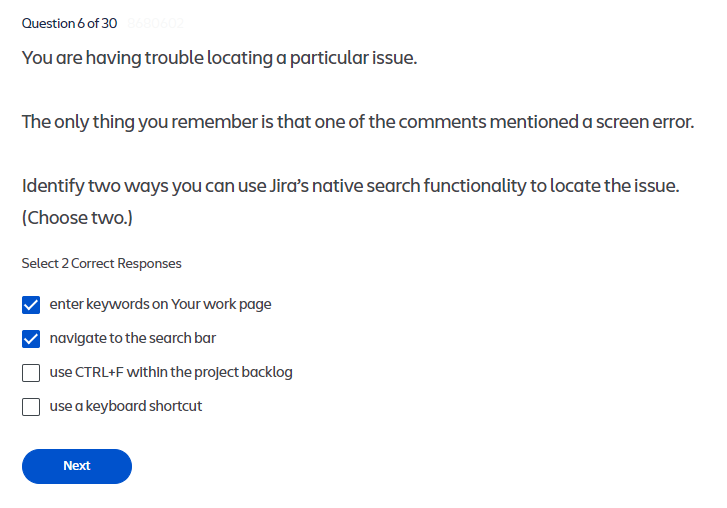 Question 6 of 30
You are having trouble locating a particular issue.
The only thing you remember is that one of the comments mentioned a screen error.
Identify two ways you can use Jira's native search functionality to locate the issue.
(Choose two.)
Select 2 Correct Responses
enter keywords on Your work page
navigate to the search bar
use CTRL+F within the project backlog
use a keyboard shortcut
Next